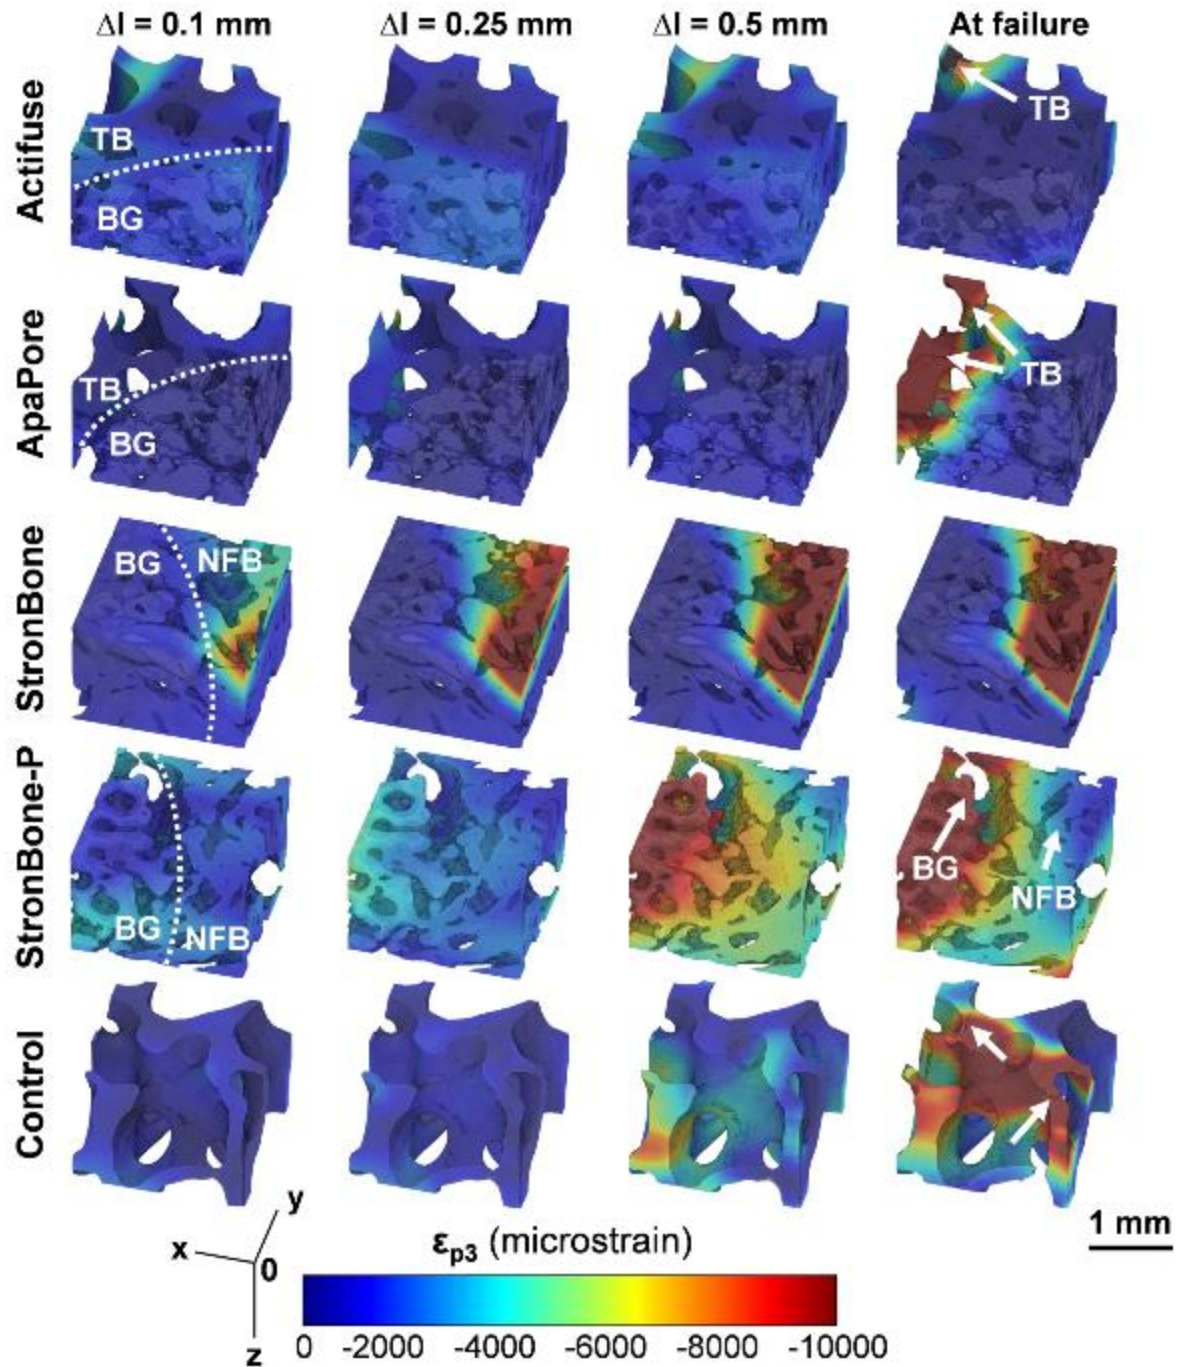 Δl = 0.1 mm Δl = 0.25 mm Δl = 0.5 mm At failure
Actifuse
TB
BG
TB
ApaPore
TB
BG
TB
StronBone
BG NFB
StronBone-P
BG NFB
BG
NFB
Control
1 mm
y
x
0
z
εp3 (microstrain)
0 -2000 -4000 -6000 -8000 -10000